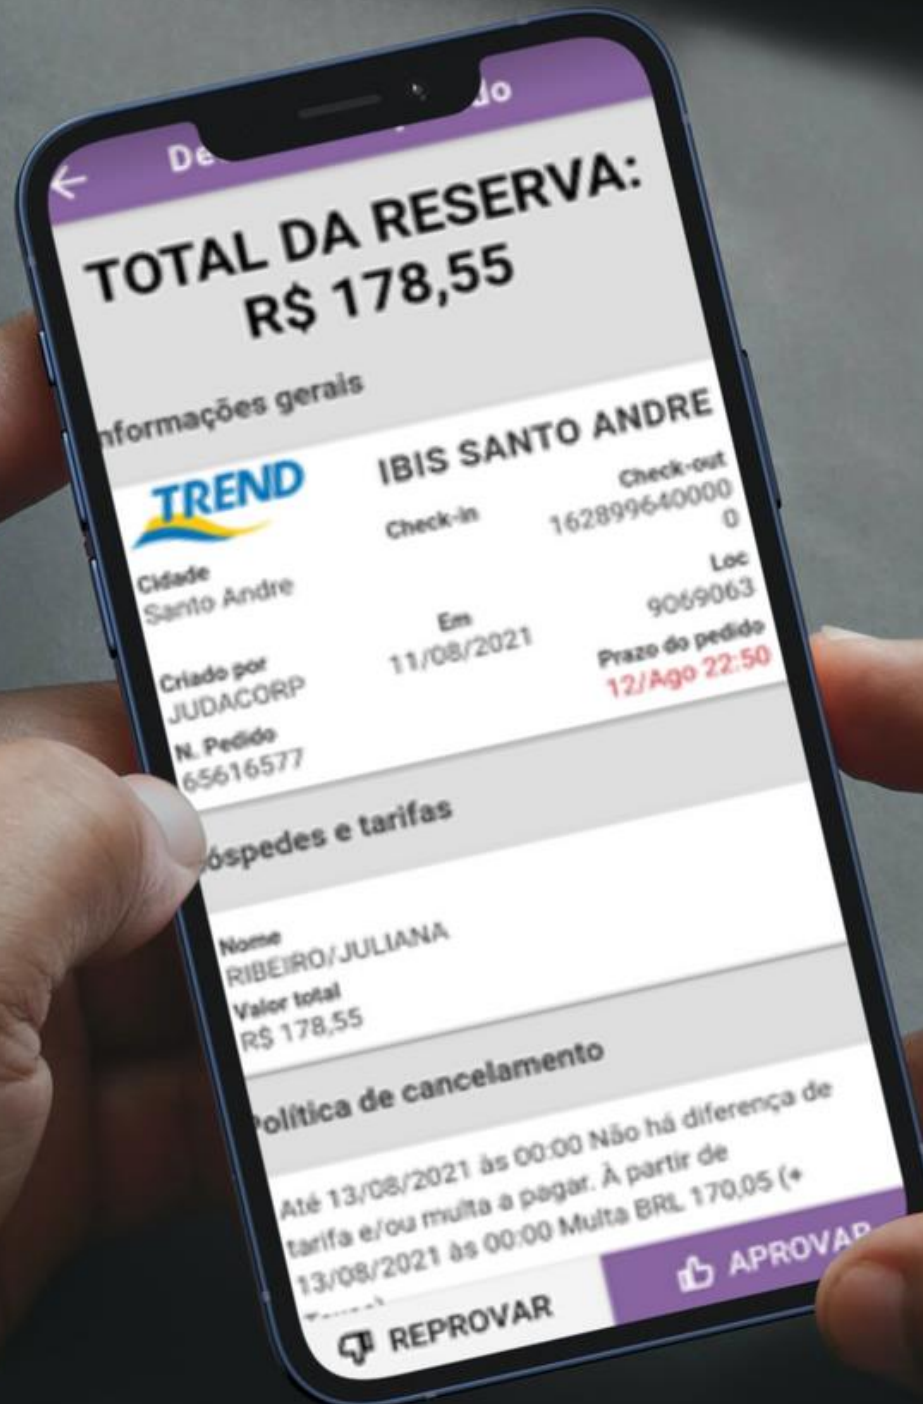 TOTAL DA RESERVA:
R$ 178,55
nformações gerais
TREND
IBIS SANTO ANDRE
Check-in
Check-out
162899640000
0
Cidade
Santo Andre
Loc
9069063
Criado por
JUDACORP
Em
11/08/2021
Prazo do pedido
12/Ago 22:50
N. Pedido
65616577
óspedes e tarifas
Nome
RIBEIRO/JULIANA
Valor total
R$ 178,55
Política de cancelamento
Até 13/08/2021 às 00:00 Não há diferença de
tarifa e/ou multa a pagar. À partir de
13/08/2021 às 00:00 Multa BRL 170,05 (+
REPROVAR
APROVAR